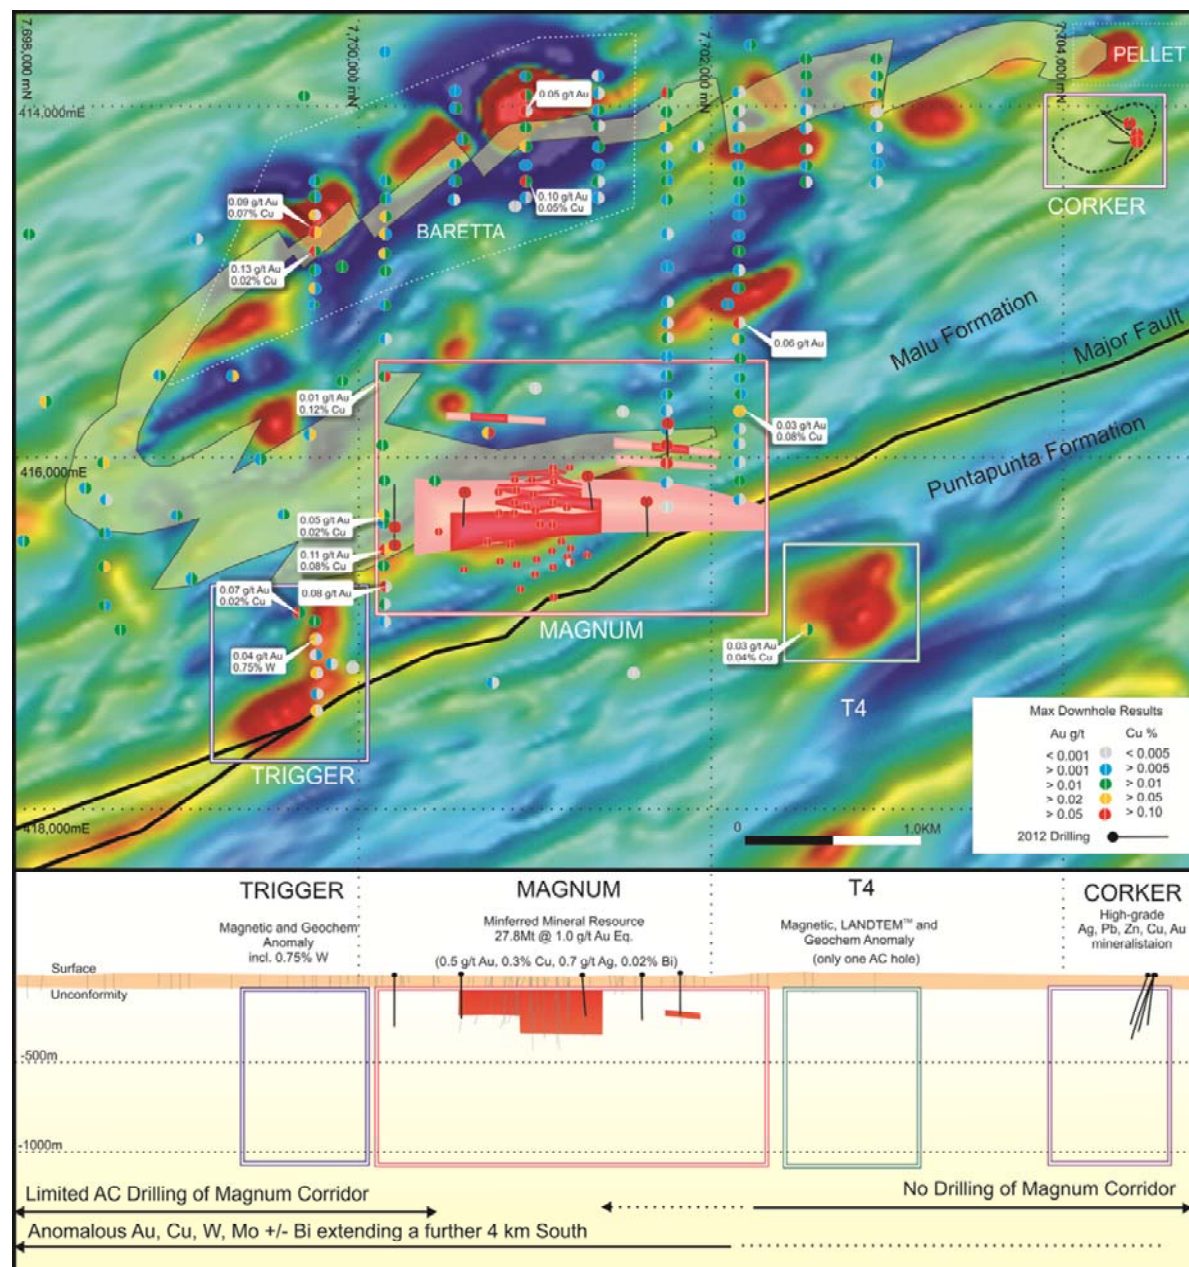 7,698,000 mN
7,700,000 mN
7,702,000 mN
7,704,000 mN
PELLET
414,000mE
0.05 g/t Au
CORKER
0.09 g/t Au
0.07% Cu
0.10 g/t Au
0.05% Cu
BARETTA
0.13 g/t Au
0.02% Cu
Malu Formation
Major Fault
0.06 g/t Au
0.01 g/t Au
0.12% Cu
0.03 g/t Au
0.08% Cu
416,000mE
Puntapunta Formation
0.05 g/t Au
0.02% Cu
0.11 g/t Au
0.08% Cu
0.07 g/t Au
0.02% Cu
0.08 g/t Au
MAGNUM
0.04 g/t Au
0.75% W
0.03 g/t Au
0.04% Cu
T4
TRIGGER
Max Downhole Results
Au g/t Cu %
< 0.001 < 0.005
> 0.001 > 0.005
> 0.01 > 0.01
> 0.02 > 0.05
> 0.05 > 0.10
2012 Drilling
418,000mE
0 1.0KM
TRIGGER
Magnetic and Geochem
Anomaly
incl. 0.75% W
MAGNUM
Minferred Mineral Resource
27.8Mt @ 1.0 g/t Au Eq.
(0.5 g/t Au, 0.3% Cu, 0.7 g/t Ag, 0.02% Bi)
T4
Magnetic, LANDTEM™ and
Geochem Anomaly
(only one AC hole)
CORKER
High-grade
Ag, Pb, Zn, Cu, Au
mineralistaion
Surface
Unconformity
-500m
-1000m
Limited AC Drilling of Magnum Corridor
No Drilling of Magnum Corridor
Anomalous Au, Cu, W, Mo +/- Bi extending a further 4 km South